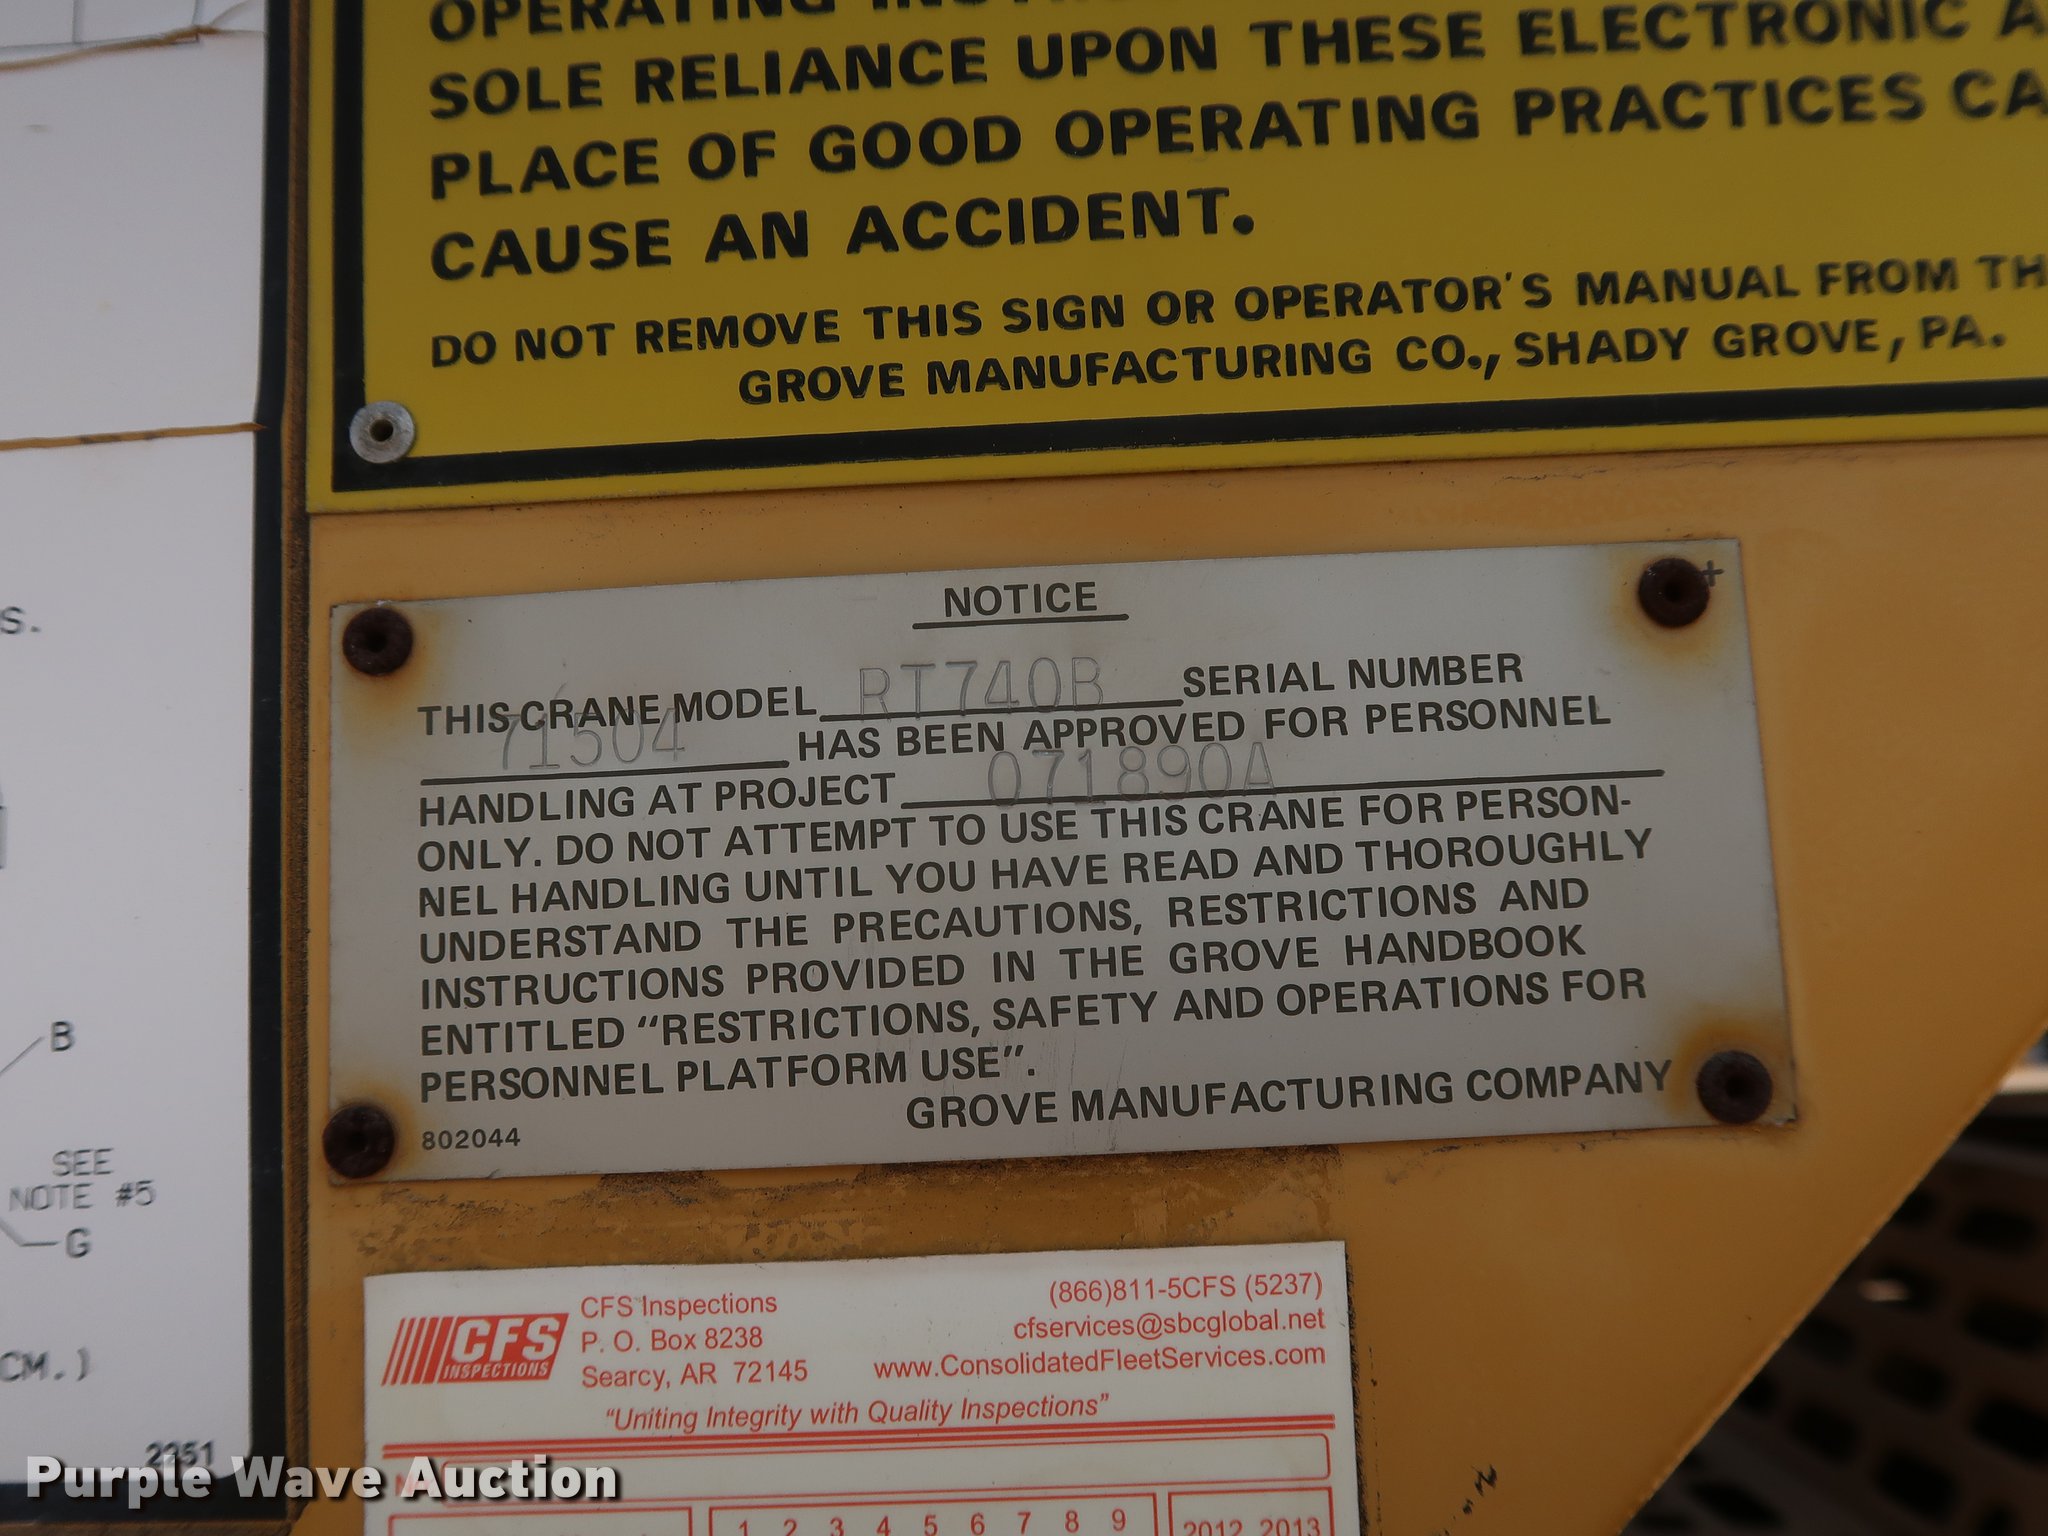 OPERATING
SOLE RELIANCE UPON THESE ELECTRONIC A
PLACE OF GOOD OPERATING PRACTICES CA
CAUSE AN ACCIDENT.
DO NOT REMOVE THIS SIGN OR OPERATOR'S MANUAL FROM TH
GROVE MANUFACTURING CO., SHADY GROVE, PA.
S.
B
SEE
NOTE #5
G
CM.)
2351
NOTICE
THIS CRANE MODEL RT740B SERIAL NUMBER
71504 HAS BEEN APPROVED FOR PERSONNEL
HANDLING AT PROJECT 071890A
ONLY. DO NOT ATTEMPT TO USE THIS CRANE FOR PERSON-
NEL HANDLING UNTIL YOU HAVE READ AND THOROUGHLY
UNDERSTAND THE PRECAUTIONS, RESTRICTIONS AND
INSTRUCTIONS PROVIDED IN THE GROVE HANDBOOK
ENTITLED "RESTRICTIONS, SAFETY AND OPERATIONS FOR
PERSONNEL PLATFORM USE".
GROVE MANUFACTURING COMPANY
802044
CFS
INSPECTIONS
CFS Inspections
P. O. Box 8238
Searcy, AR 72145
(866)811-5CFS (5237)
cfservices@sbcglobal.net
www.ConsolidatedFleetServices.com
"Uniting Integrity with Quality Inspections"
1 2 3 4 5 6 7 8 9
2012 2013
Purple Wave Auction